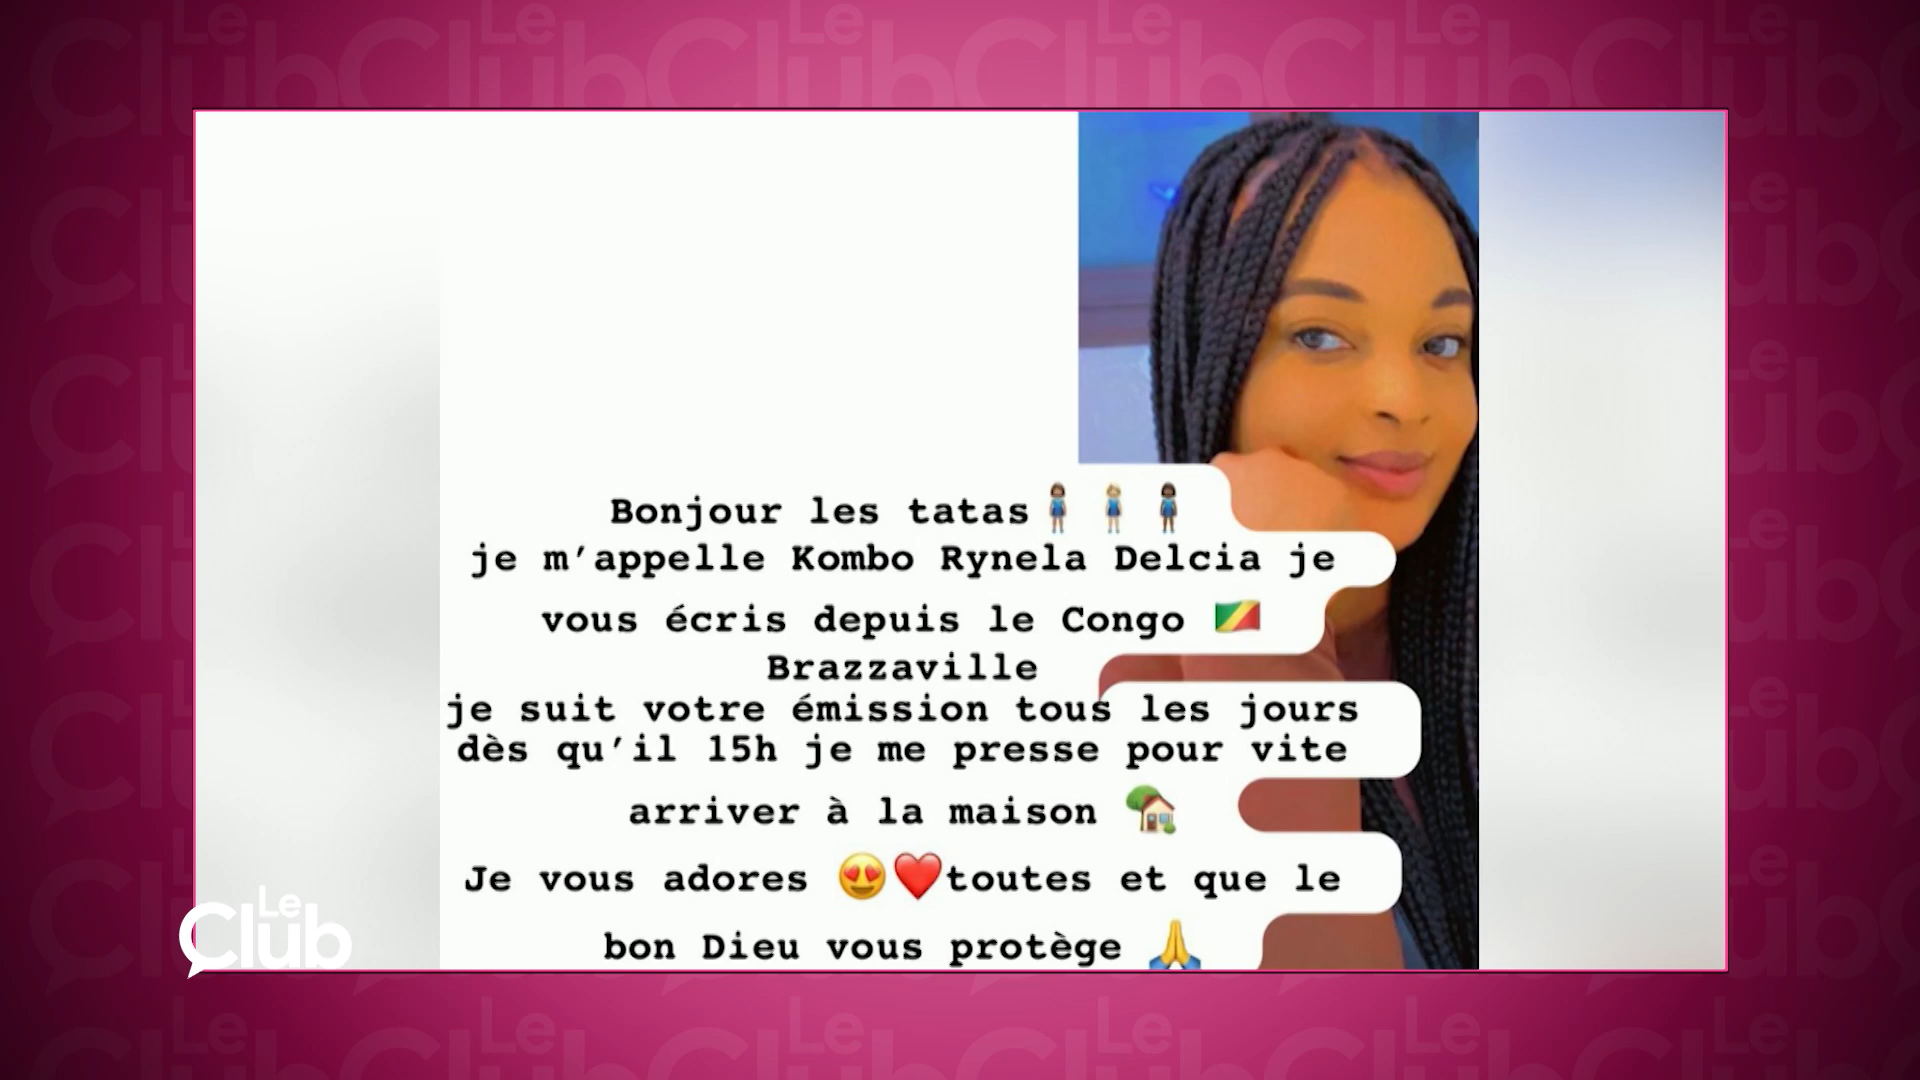 Bonjour les tatas🧍🏾‍♀️🧍🏼‍♀️🧍🏿‍♀️
je m’appelle Kombo Rynela Delcia je
vous écris depuis le Congo 🇨🇬
Brazzaville
je suit votre émission tous les jours
dès qu’il 15h je me presse pour vite
arriver à la maison 🏡
Je vous adores 😍❤️toutes et que le
bon Dieu vous protège 🙏
Le
Club